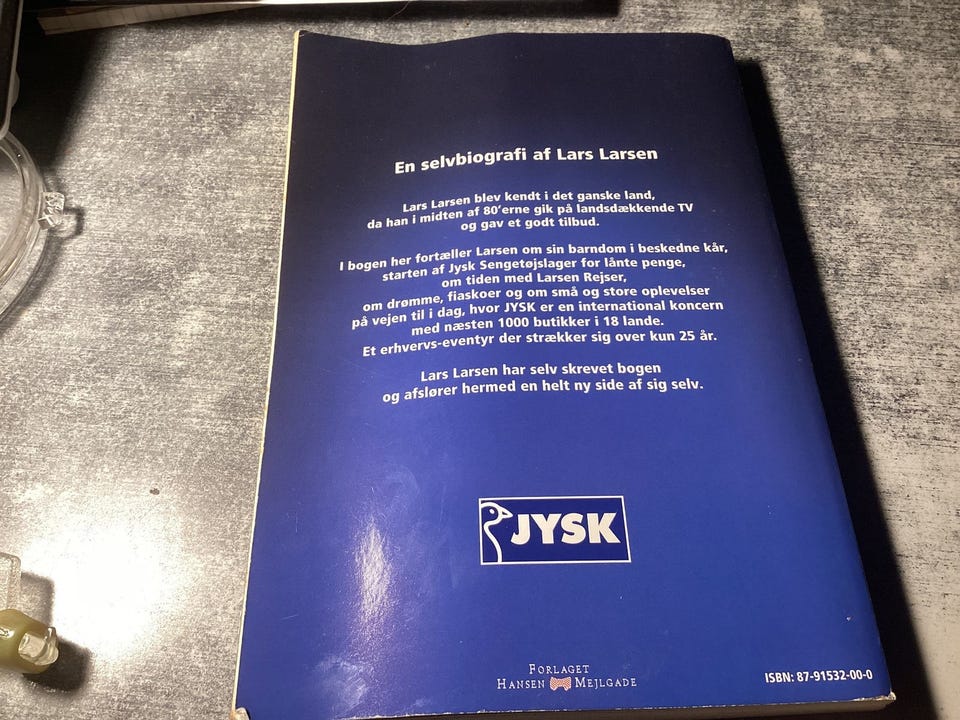 En selvbiografi af Lars Larsen
Lars Larsen blev kendt i det ganske land,
da han i midten af 80'erne gik på landsdækkende TV
og gav et godt tilbud.
I bogen her fortæller Larsen om sin barndom i beskedne kår,
starten af Jysk Sengetøjslager for lånte penge,
om tiden med Larsen Rejser,
om drømme, fiaskoer og om små og store oplevelser
på vejen til i dag, hvor JYSK er en international koncern
med næsten 1000 butikker i 18 lande.
Et erhvervs-eventyr der strækker sig over kun 25 år.
Lars Larsen har selv skrevet bogen
og afslører hermed en helt ny side af sig selv.
JYSK
FORLAGET
HANSEN MEJLGADE
ISBN: 87-91532-00-0